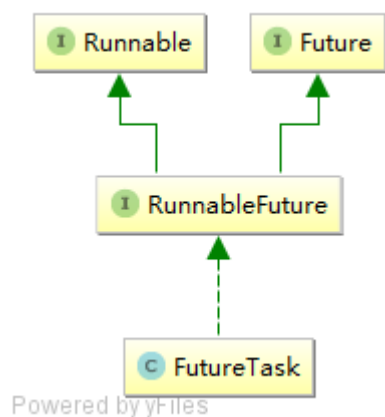 I Runnable
I Future
I RunnableFuture
C FutureTask
Powered by yFiles